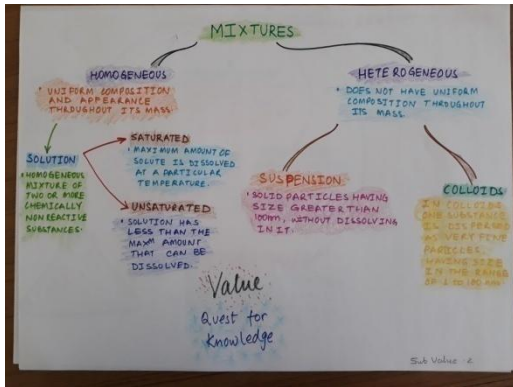 MIXTURES
HOMOGENEOUS
• UNIFORM COMPOSITION
AND APPEARANCE
THROUGHOUT ITS MASS.
SOLUTION
• HOMOGENEOUS
MIXTURE OF
TWO OR MORE
CHEMICALLY
NON REACTIVE
SUBSTANCES.
SATURATED
• MAXIMUM AMOUNT OF
SOLUTE IS DISSOLVED
AT A PARTICULAR
TEMPERATURE.
UNSATURATED
• SOLUTION HAS
LESS THAN THE
MAXM AMOUNT
THAT CAN BE
DISSOLVED.
HETEROGENEOUS
• DOES NOT HAVE UNIFORM
COMPOSITION THROUGHOUT
ITS MASS.
SUSPENSION
• SOLID PARTICLES HAVING
SIZE GREATER THAN
100nm, WITHOUT DISSOLVING
IN IT.
COLLOIDS
IN COLLOIDS
ONE SUBSTANCE
IS DISPERSED
AS VERY FINE
PARTICLES
HAVING SIZE
IN THE RANGE
OF
Value
Quest for
Knowledge
Sub Value -